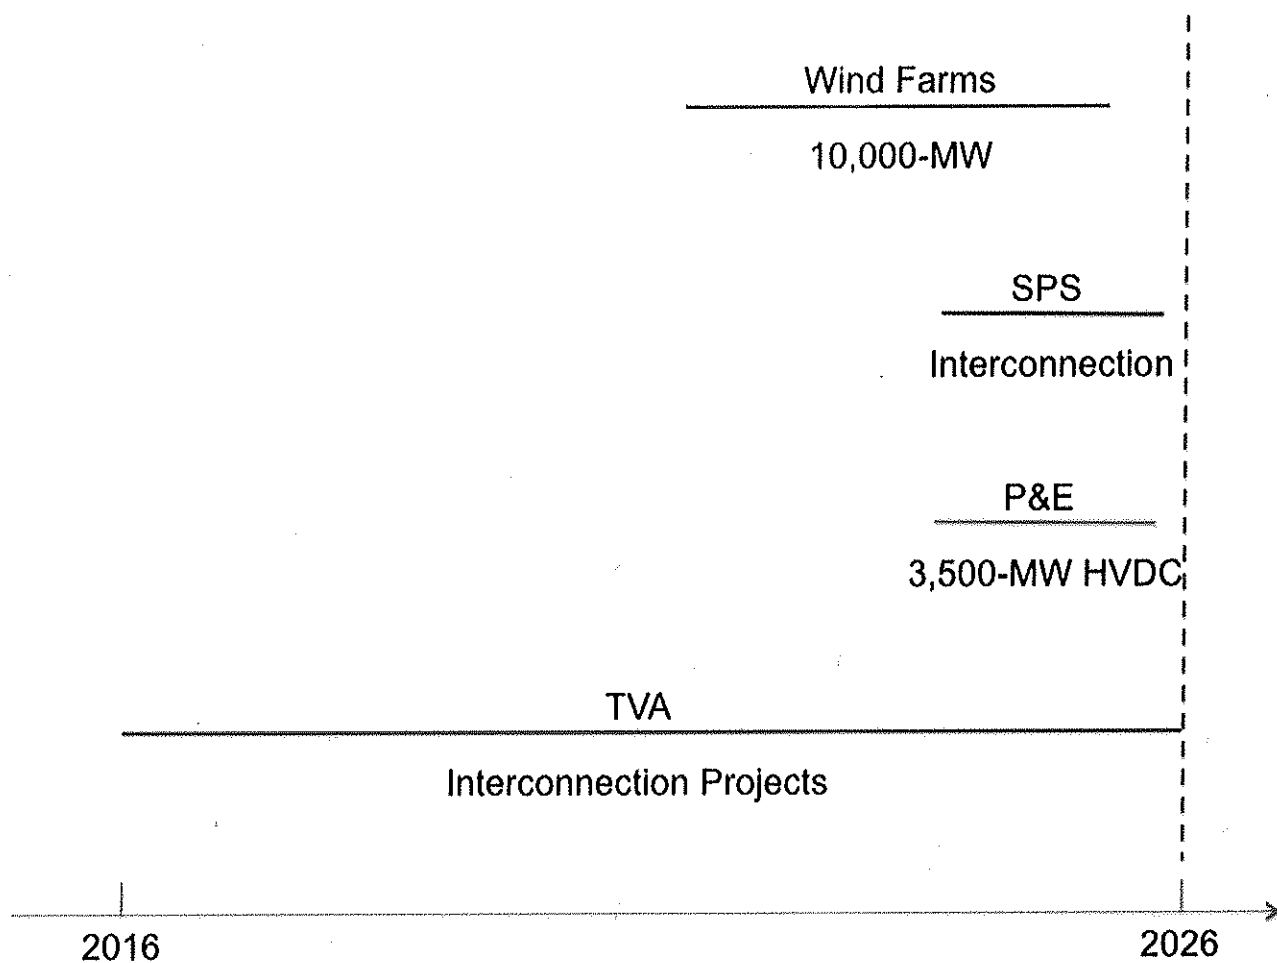 Wind Farms
10,000-MW
SPS
Interconnection
P&E
3,500-MW HVDC
TVA
Interconnection Projects
2016
2026